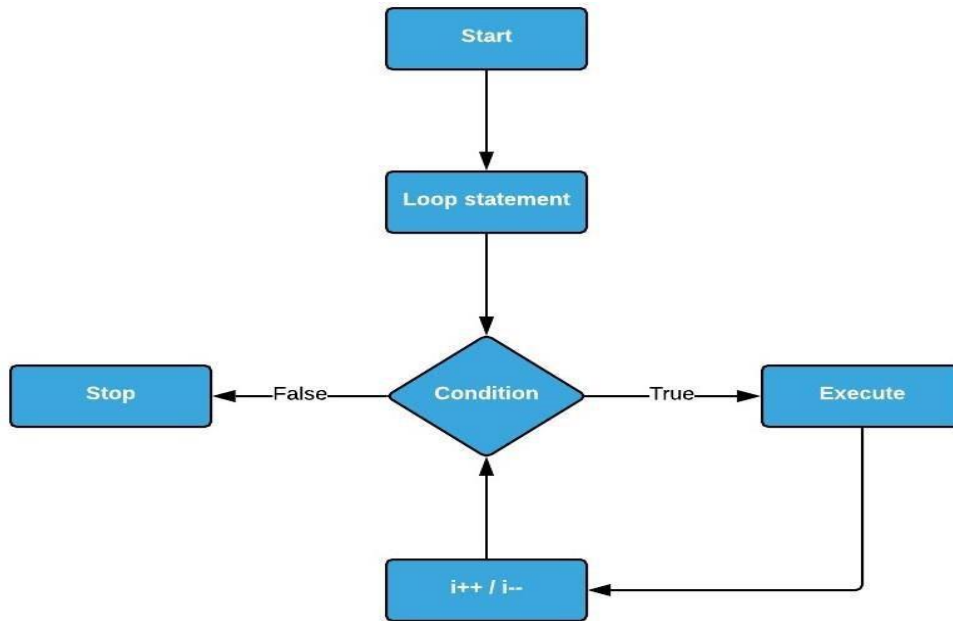 Start
Loop statement
Stop
False
Condition
True
Execute
i++ / i--